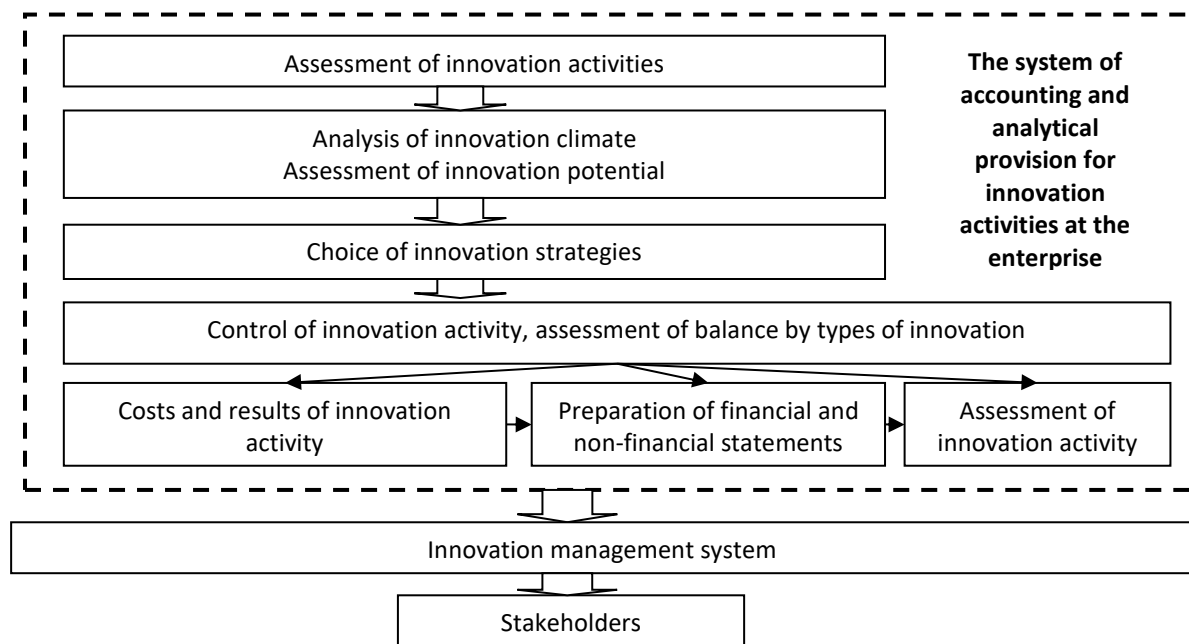 Assessment of innovation activities
The system of
accounting and
analytical
provision for
innovation
activities at the
enterprise
Analysis of innovation climate
Assessment of innovation potential
Choice of innovation strategies
Control of innovation activity, assessment of balance by types of innovation
Costs and results of innovation
activity
Preparation of financial and
non-financial statements
Assessment of
innovation activity
Innovation management system
Stakeholders